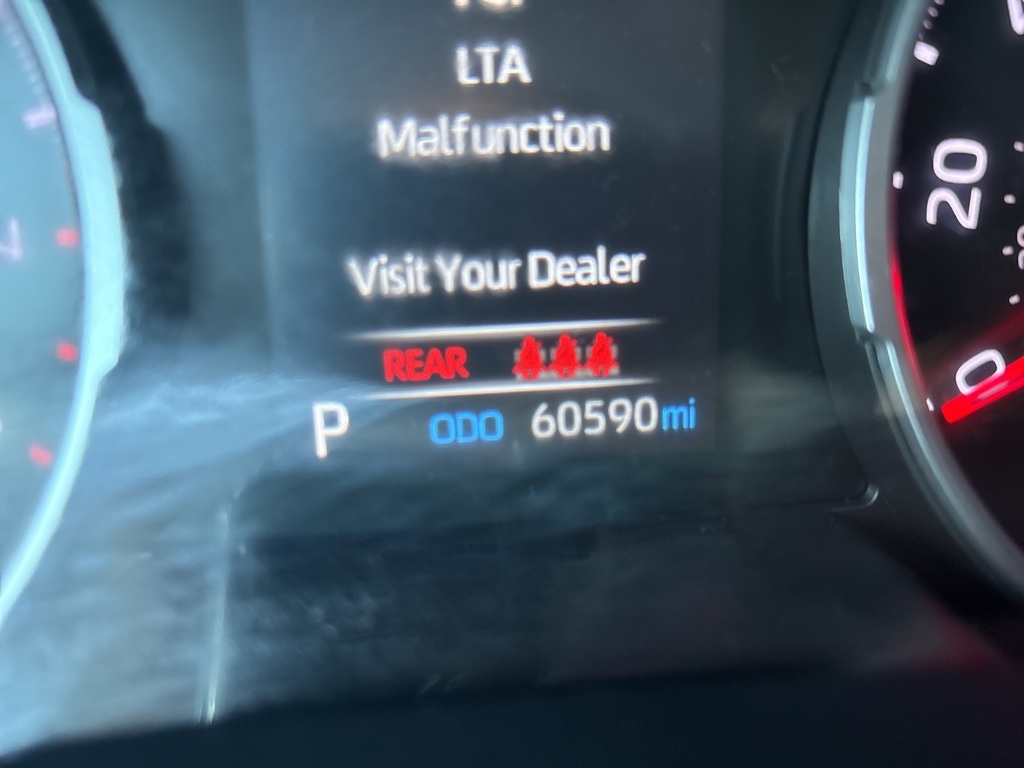 LTA
Malfunction
Visit Your Dealer
REAR
P ODO 60590mi
20
0